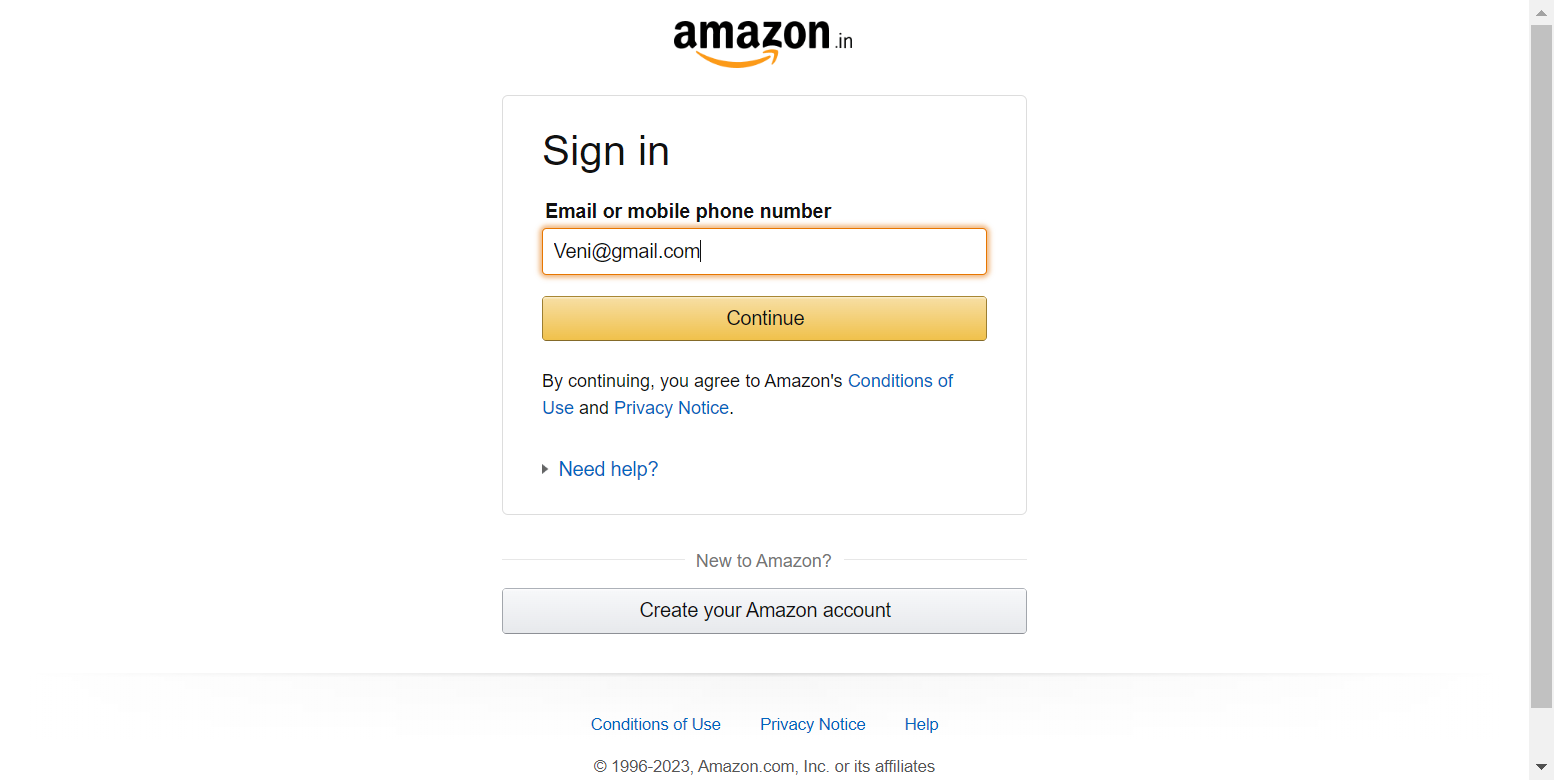 amazon.in
Sign in
Email or mobile phone number
Veni@gmail.com
Continue
By continuing, you agree to Amazon's Conditions of
Use and Privacy Notice.
Need help?
New to Amazon?
Create your Amazon account
Conditions of Use Privacy Notice Help
© 1996-2023, Amazon.com, Inc. or its affiliates